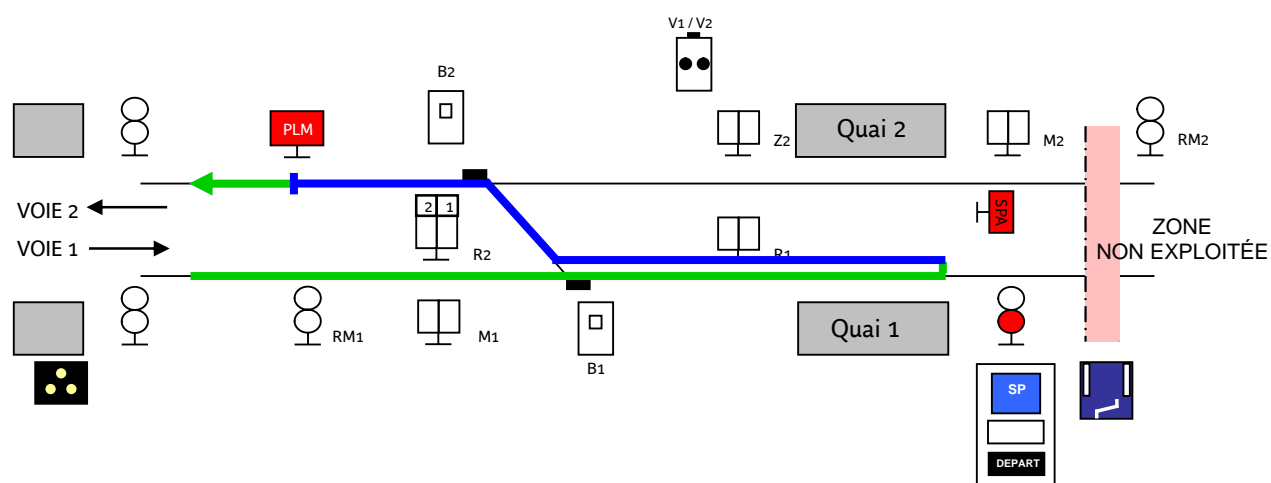 V1 / V2
B2
PLM
Z2
Quai 2
M2
RM2
VOIE 2
2 1
SPA
VOIE 1
R2
R1
ZONE
NON EXPLOITÉE
RM1
M1
Quai 1
B1
SP
DEPART